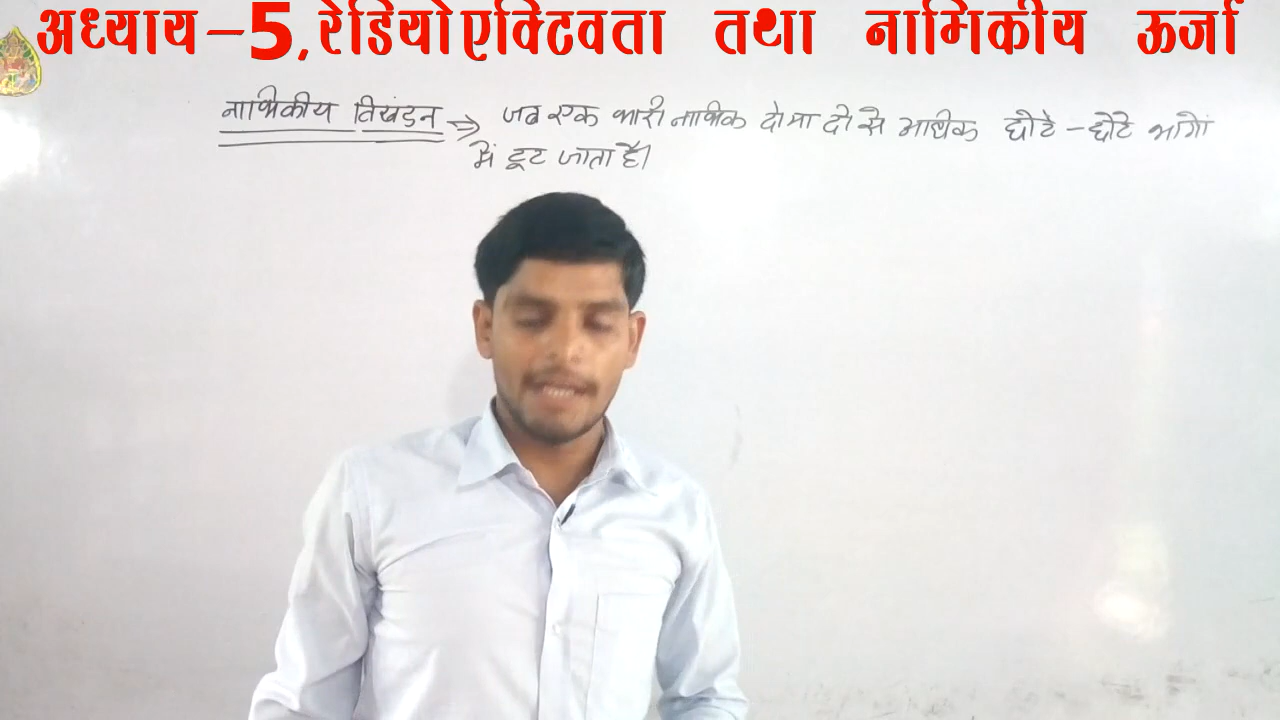 अध्याय-5,रेडियोएक्टिवता तथा नाभिकीय ऊर्जा
नाभिकीय विखंडन ⇒ जब एक भारी नाभिक दो या दो से अधिक छोटे-छोटे भागों
में टूट जाता है।